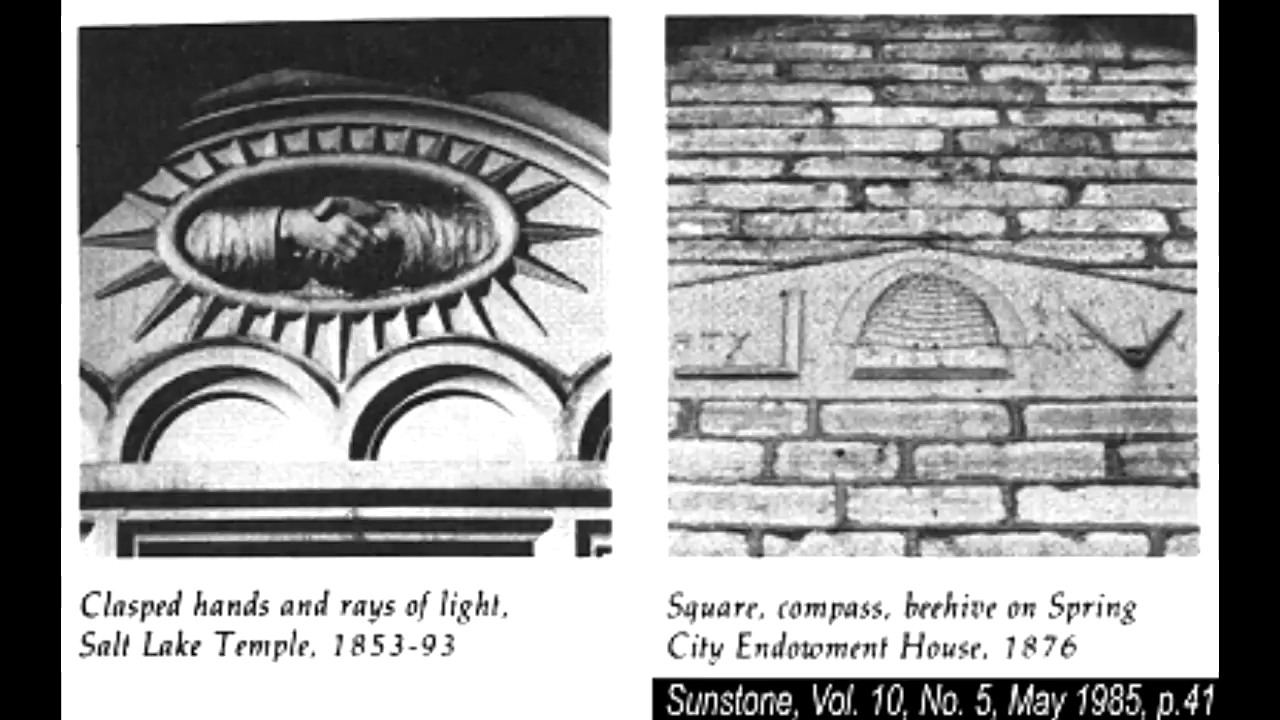 Clasped hands and rays of light,
Salt Lake Temple, 1853-93
Square, compass, beehive on Spring
City Endowment House, 1876
Sunstone, Vol. 10, No. 5, May 1985, p.41